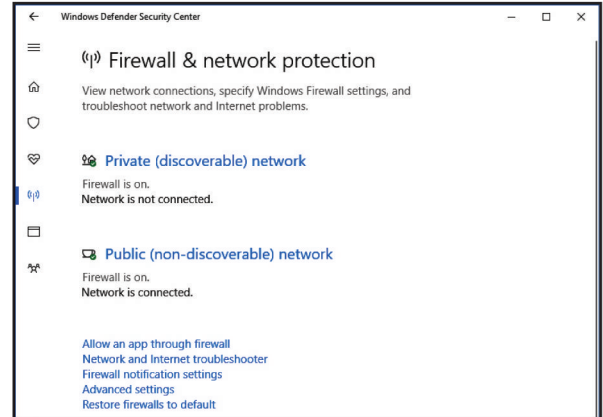 Windows Defender Security Center
Firewall & network protection
View network connections, specify Windows Firewall settings, and
troubleshoot network and Internet problems.
Private (discoverable) network
Firewall is on.
Network is not connected.
Public (non-discoverable) network
Firewall is on.
Network is connected.
Allow an app through firewall
Network and Internet troubleshooter
Firewall notification settings
Advanced settings
Restore firewalls to default